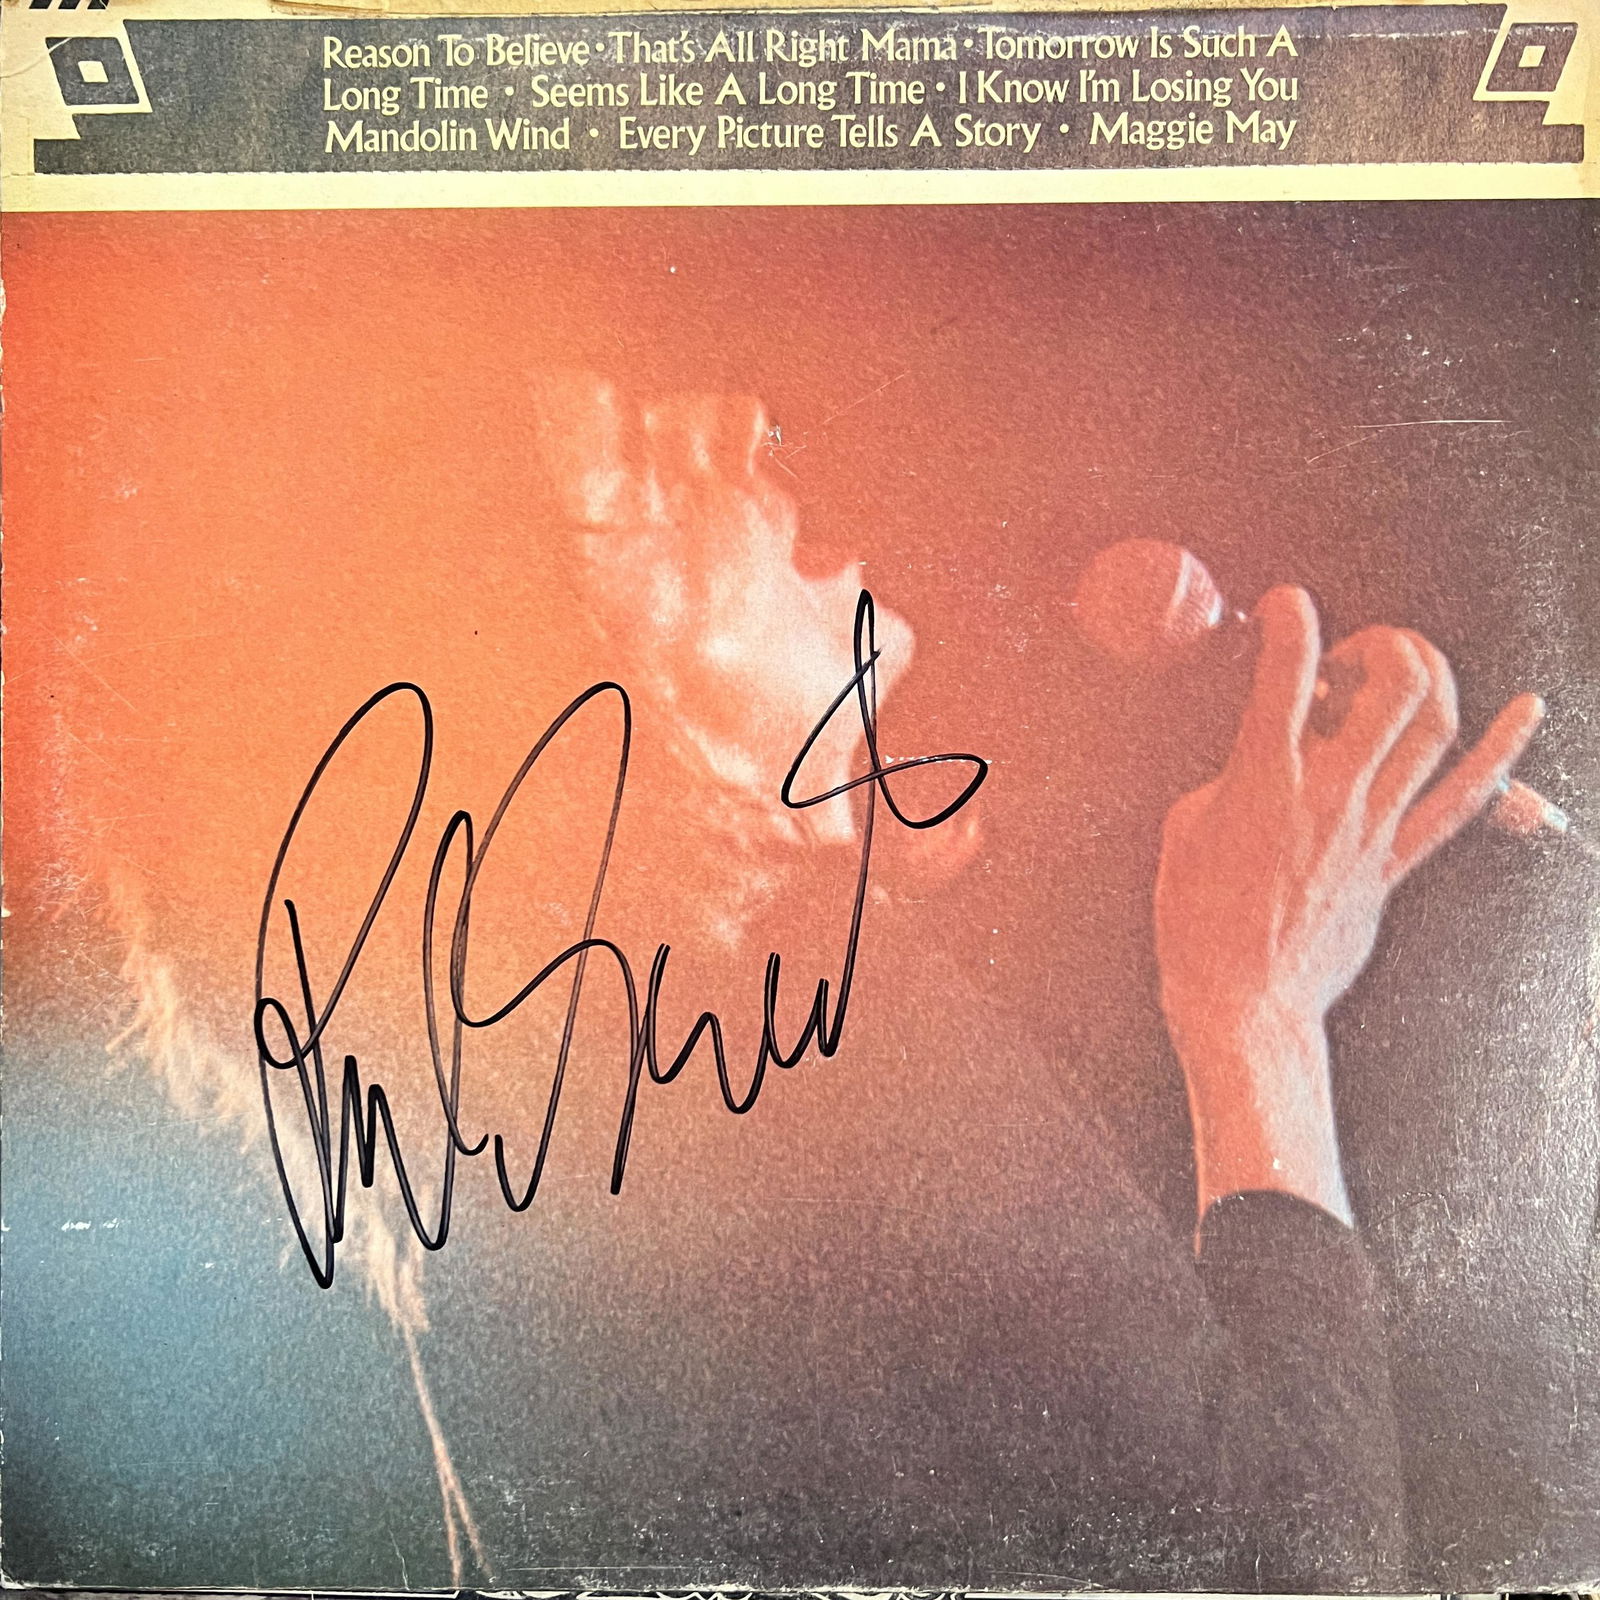 Reason To Believe • That's All Right Mama • Tomorrow Is Such A
Long Time • Seems Like A Long Time • I Know I'm Losing You
Mandolin Wind • Every Picture Tells A Story • Maggie May